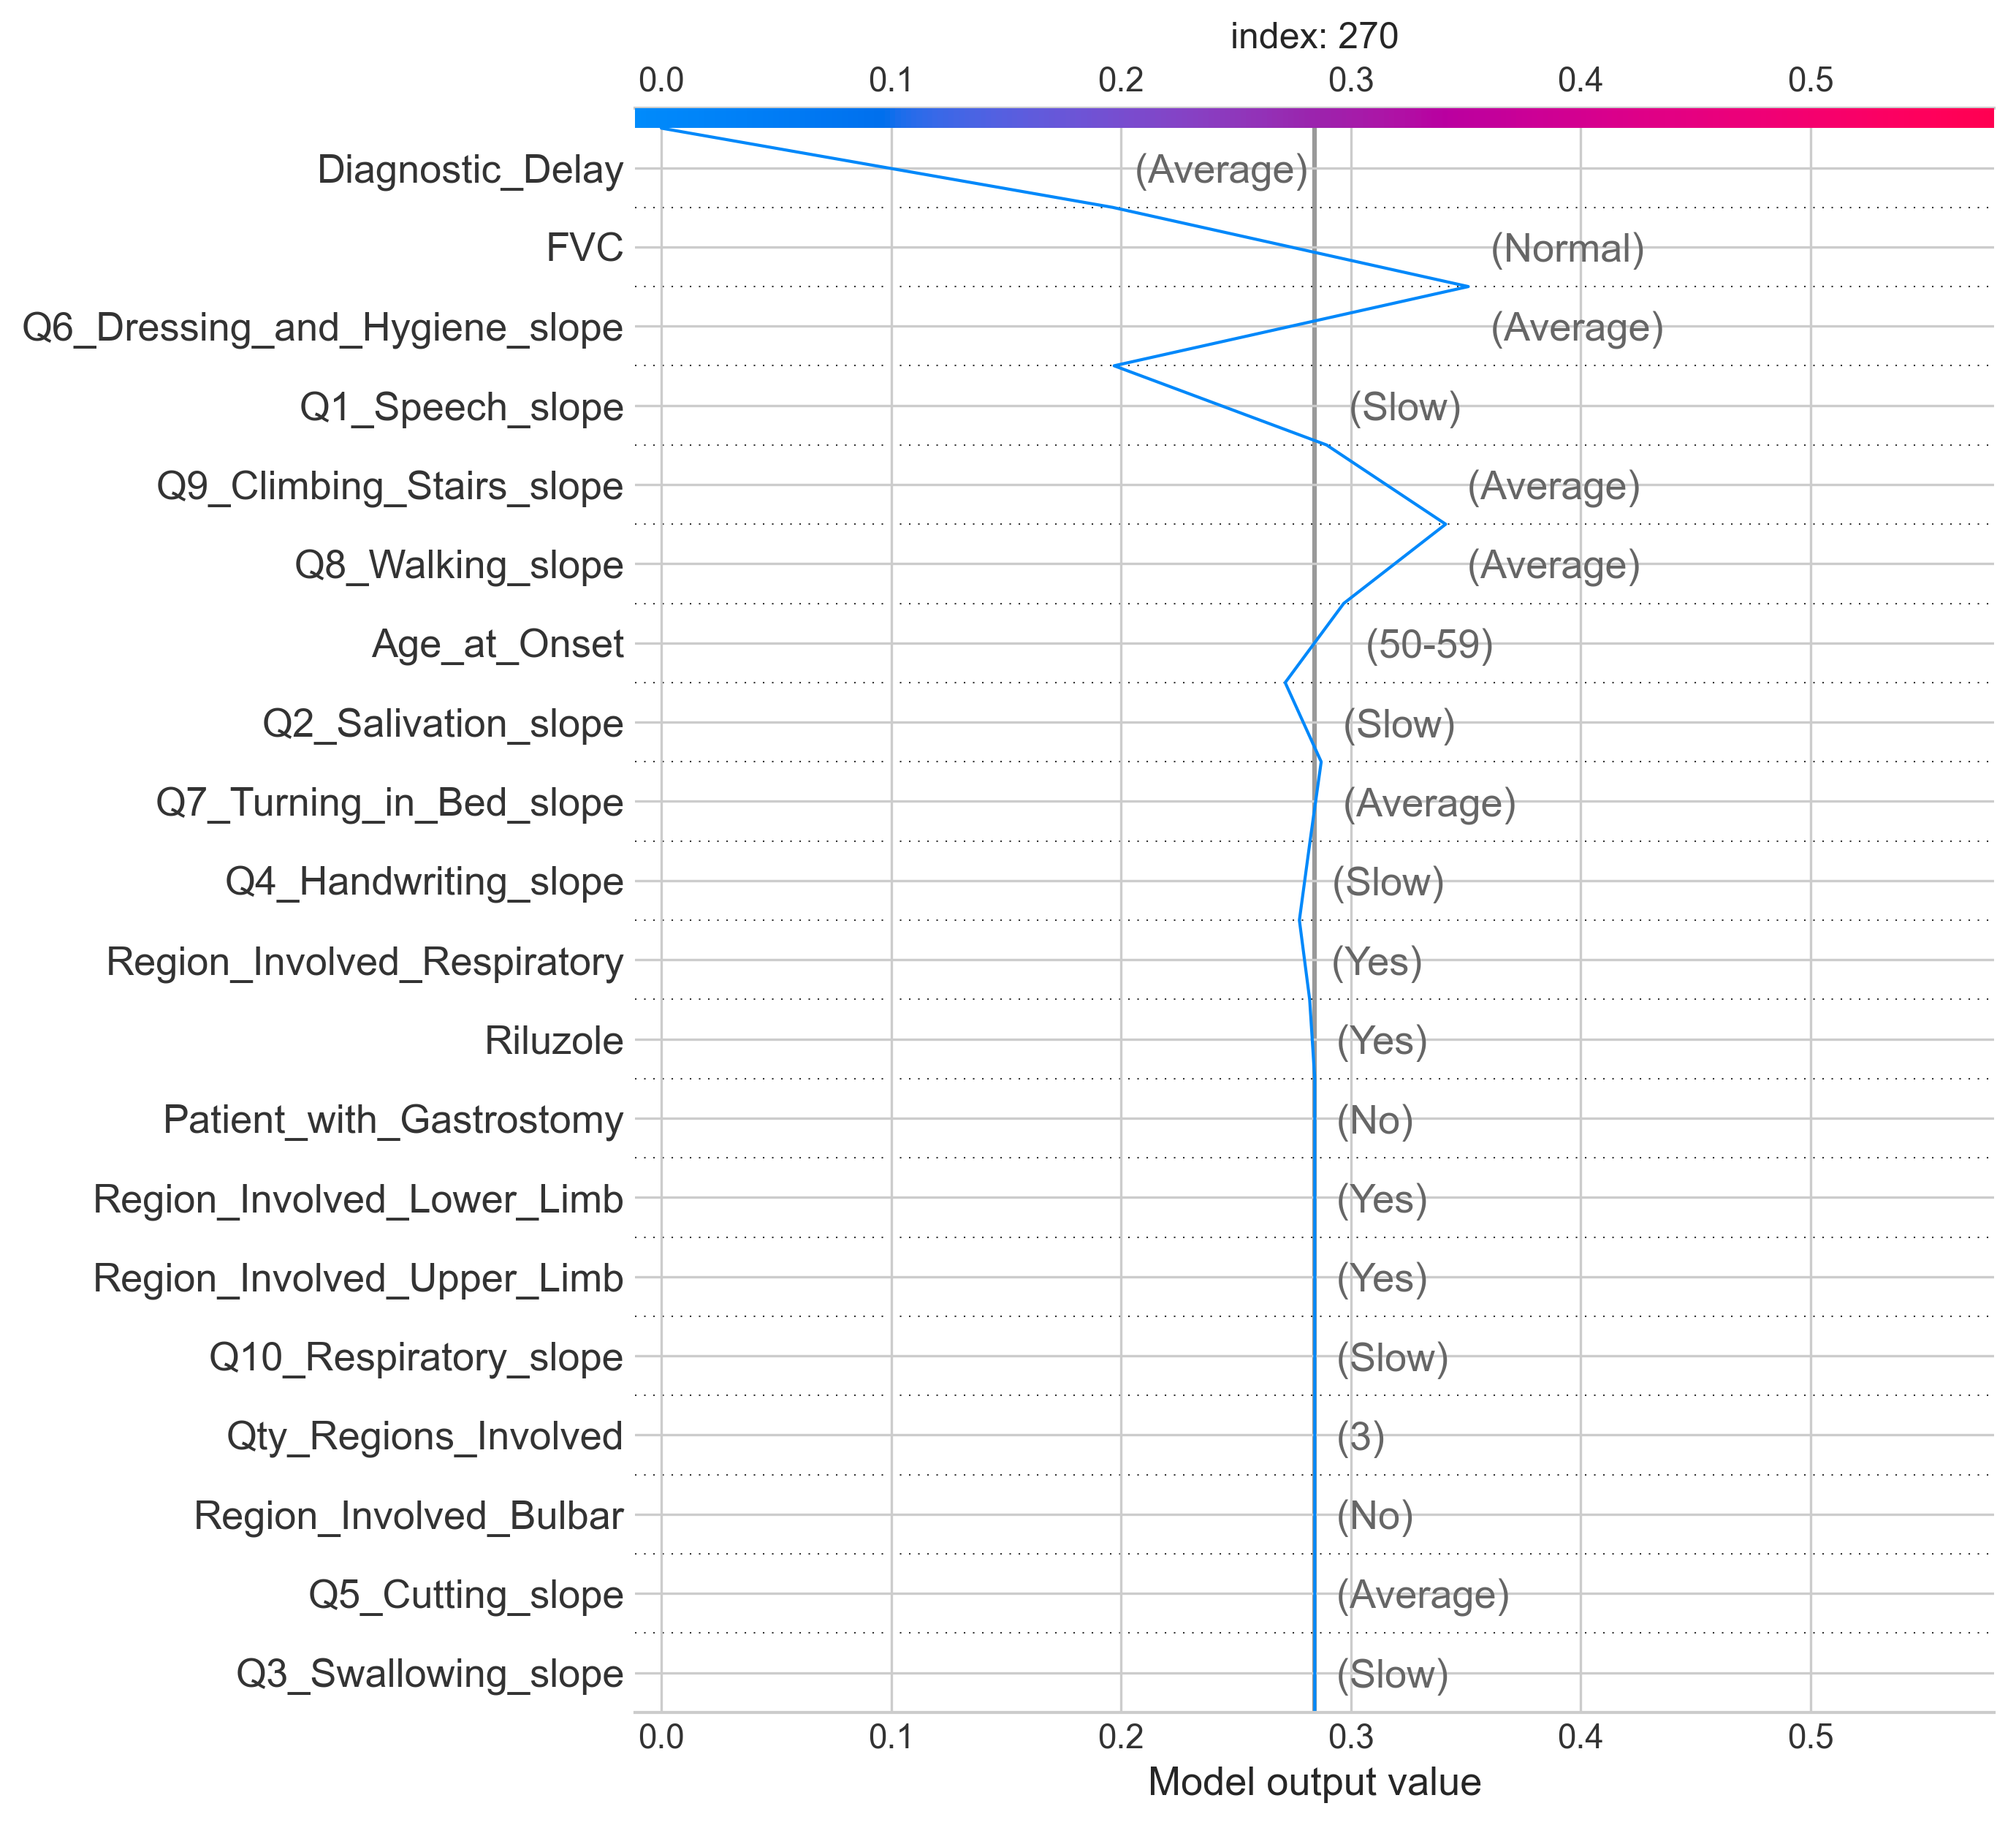 index: 270
0.0 0.1 0.2 0.3 0.4 0.5
Diagnostic_Delay (Average)
FVC (Normal)
Q6_Dressing_and_Hygiene_slope (Average)
Q1_Speech_slope (Slow)
Q9_Climbing_Stairs_slope (Average)
Q8_Walking_slope (Average)
Age_at_Onset (50-59)
Q2_Salivation_slope (Slow)
Q7_Turning_in_Bed_slope (Average)
Q4_Handwriting_slope (Slow)
Region_Involved_Respiratory (Yes)
Riluzole (Yes)
Patient_with_Gastrostomy (No)
Region_Involved_Lower_Limb (Yes)
Region_Involved_Upper_Limb (Yes)
Q10_Respiratory_slope (Slow)
Qty_Regions_Involved (3)
Region_Involved_Bulbar (No)
Q5_Cutting_slope (Average)
Q3_Swallowing_slope (Slow)
0.0 0.1 0.2 0.3 0.4 0.5
Model output value